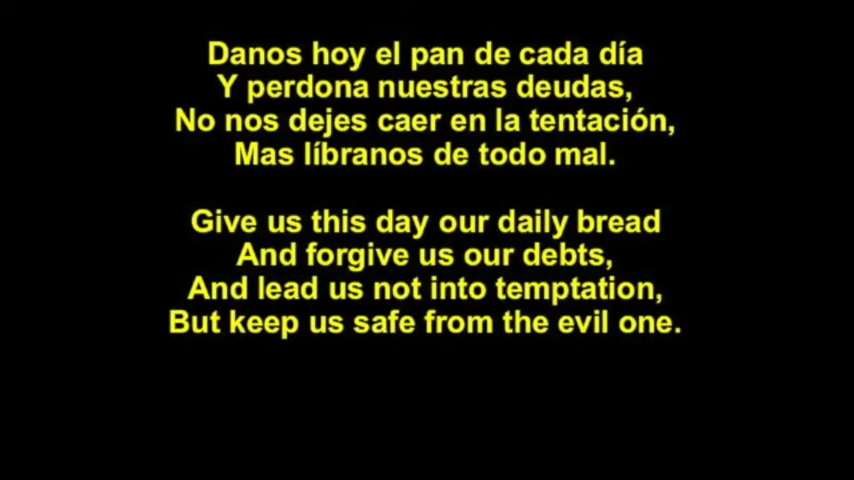 Danos hoy el pan de cada día
Y perdona nuestras deudas,
No nos dejes caer en la tentación,
Mas líbranos de todo mal.
Give us this day our daily bread
And forgive us our debts,
And lead us not into temptation,
But keep us safe from the evil one.